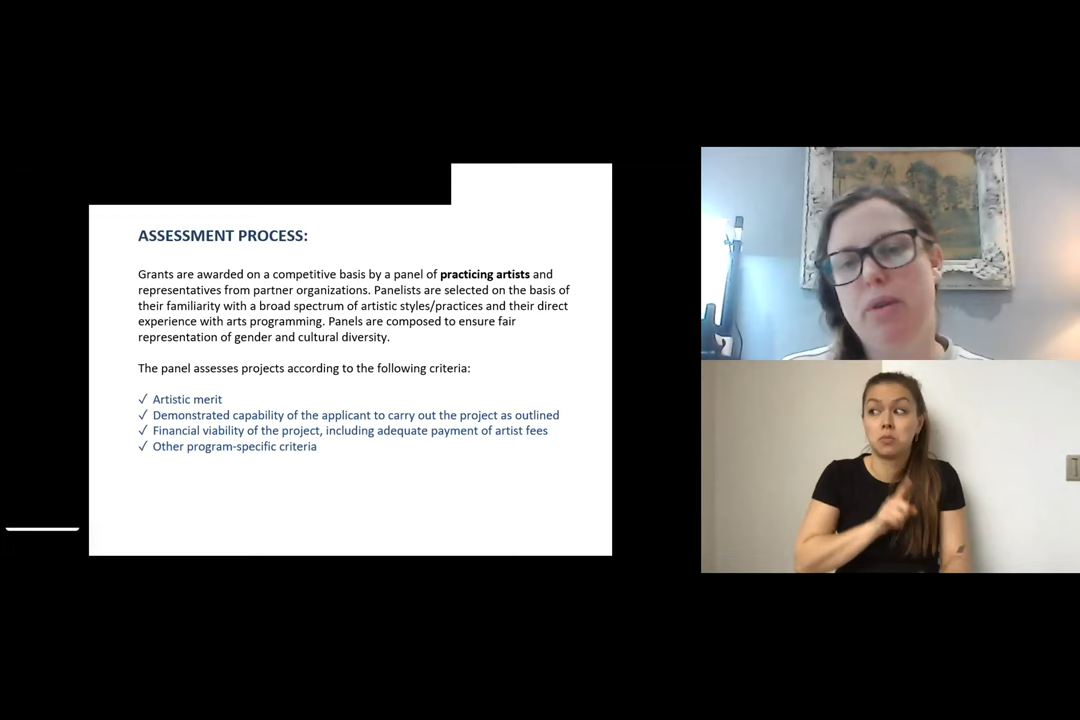 ASSESSMENT PROCESS:
Grants are awarded on a competitive basis by a panel of practicing artists and
representatives from partner organizations. Panelists are selected on the basis of
their familiarity with a broad spectrum of artistic styles/practices and their direct
experience with arts programming. Panels are composed to ensure fair
representation of gender and cultural diversity.
The panel assesses projects according to the following criteria:
✓ Artistic merit
✓ Demonstrated capability of the applicant to carry out the project as outlined
✓ Financial viability of the project, including adequate payment of artist fees
✓ Other program-specific criteria